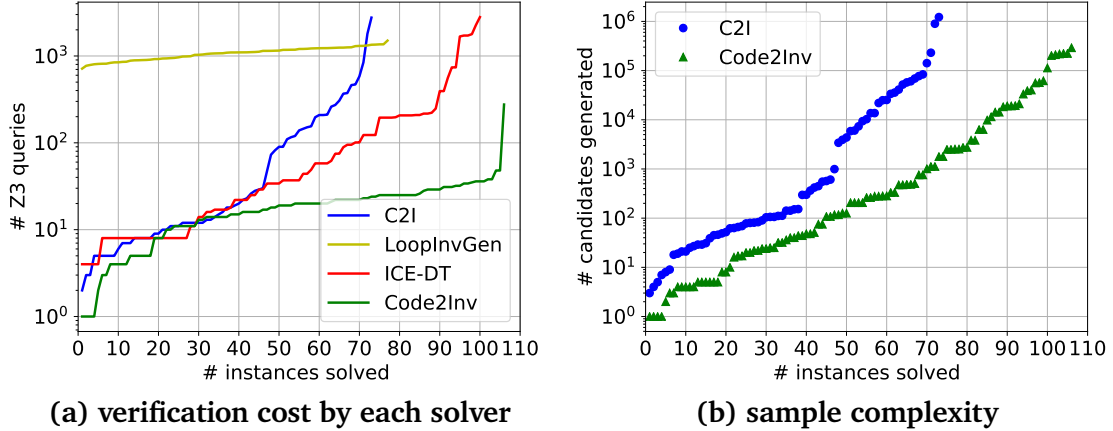 10³
10²
10¹
10⁰
# Z3 queries
C2I
LoopInvGen
ICE-DT
Code2Inv
0 10 20 30 40 50 60 70 80 90 100 110
# instances solved
(a) verification cost by each solver
10⁶
10⁵
10⁴
10³
10²
10¹
10⁰
# candidates generated
C2I
Code2Inv
0 10 20 30 40 50 60 70 80 90 100 110
# instances solved
(b) sample complexity